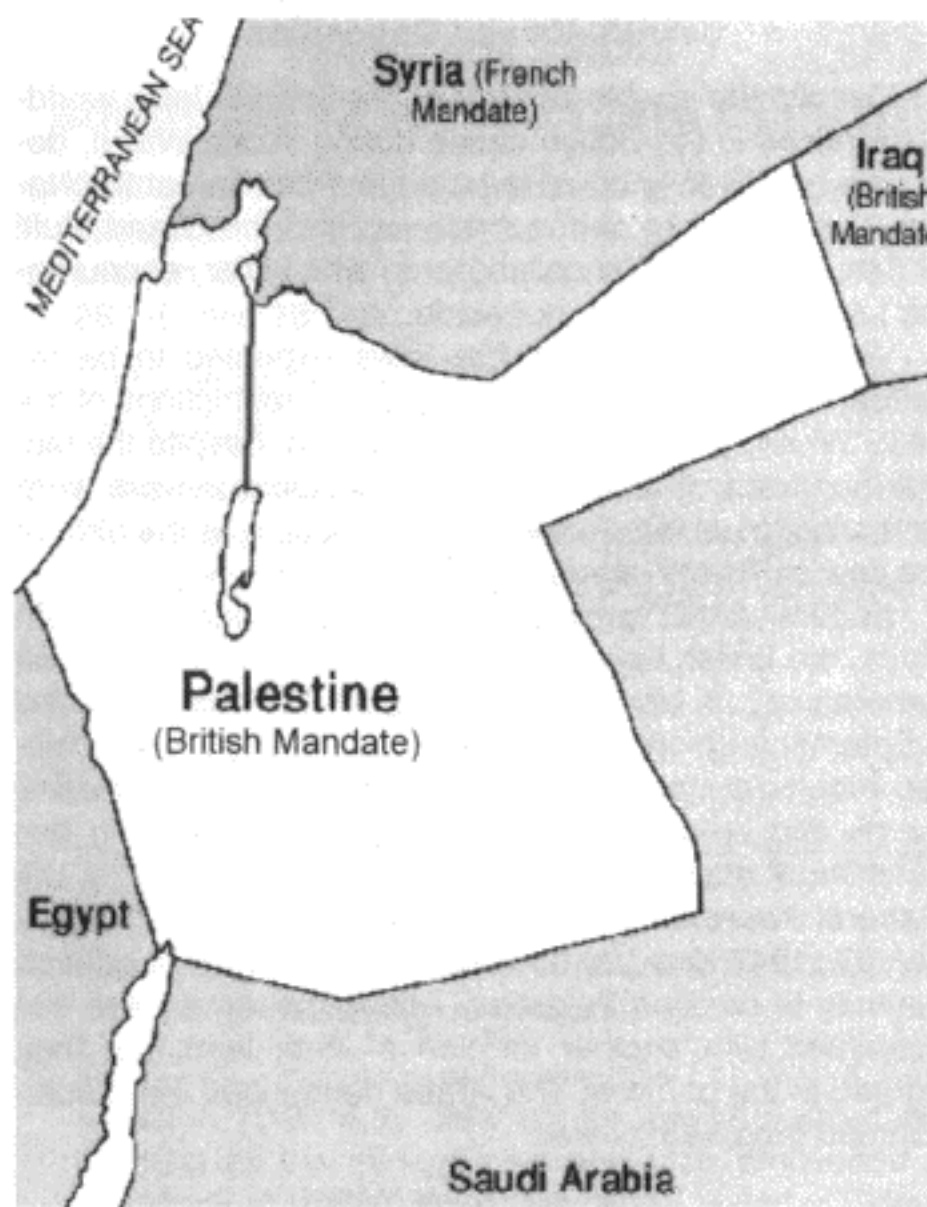 MEDITERRANEAN SEA
Syria (French
Mandate)
Iraq
(British
Mandate
Palestine
(British Mandate)
Egypt
Saudi Arabia